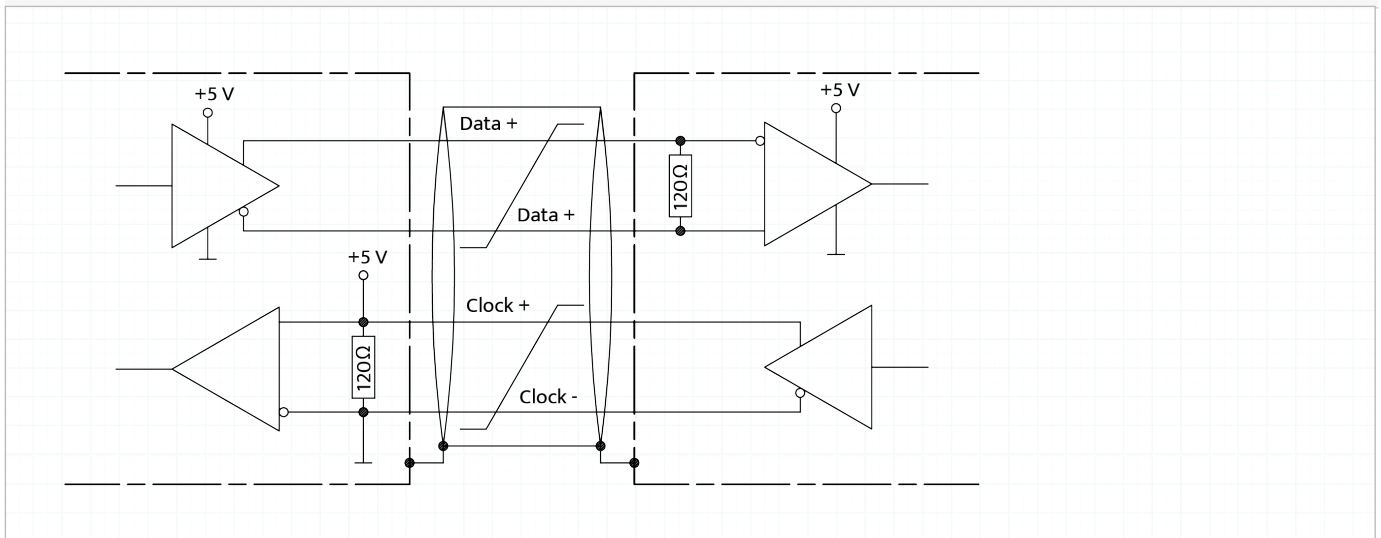 +5 V
+5 V
Data +
120Ω
Data +
+5 V
Clock +
120Ω
Clock -